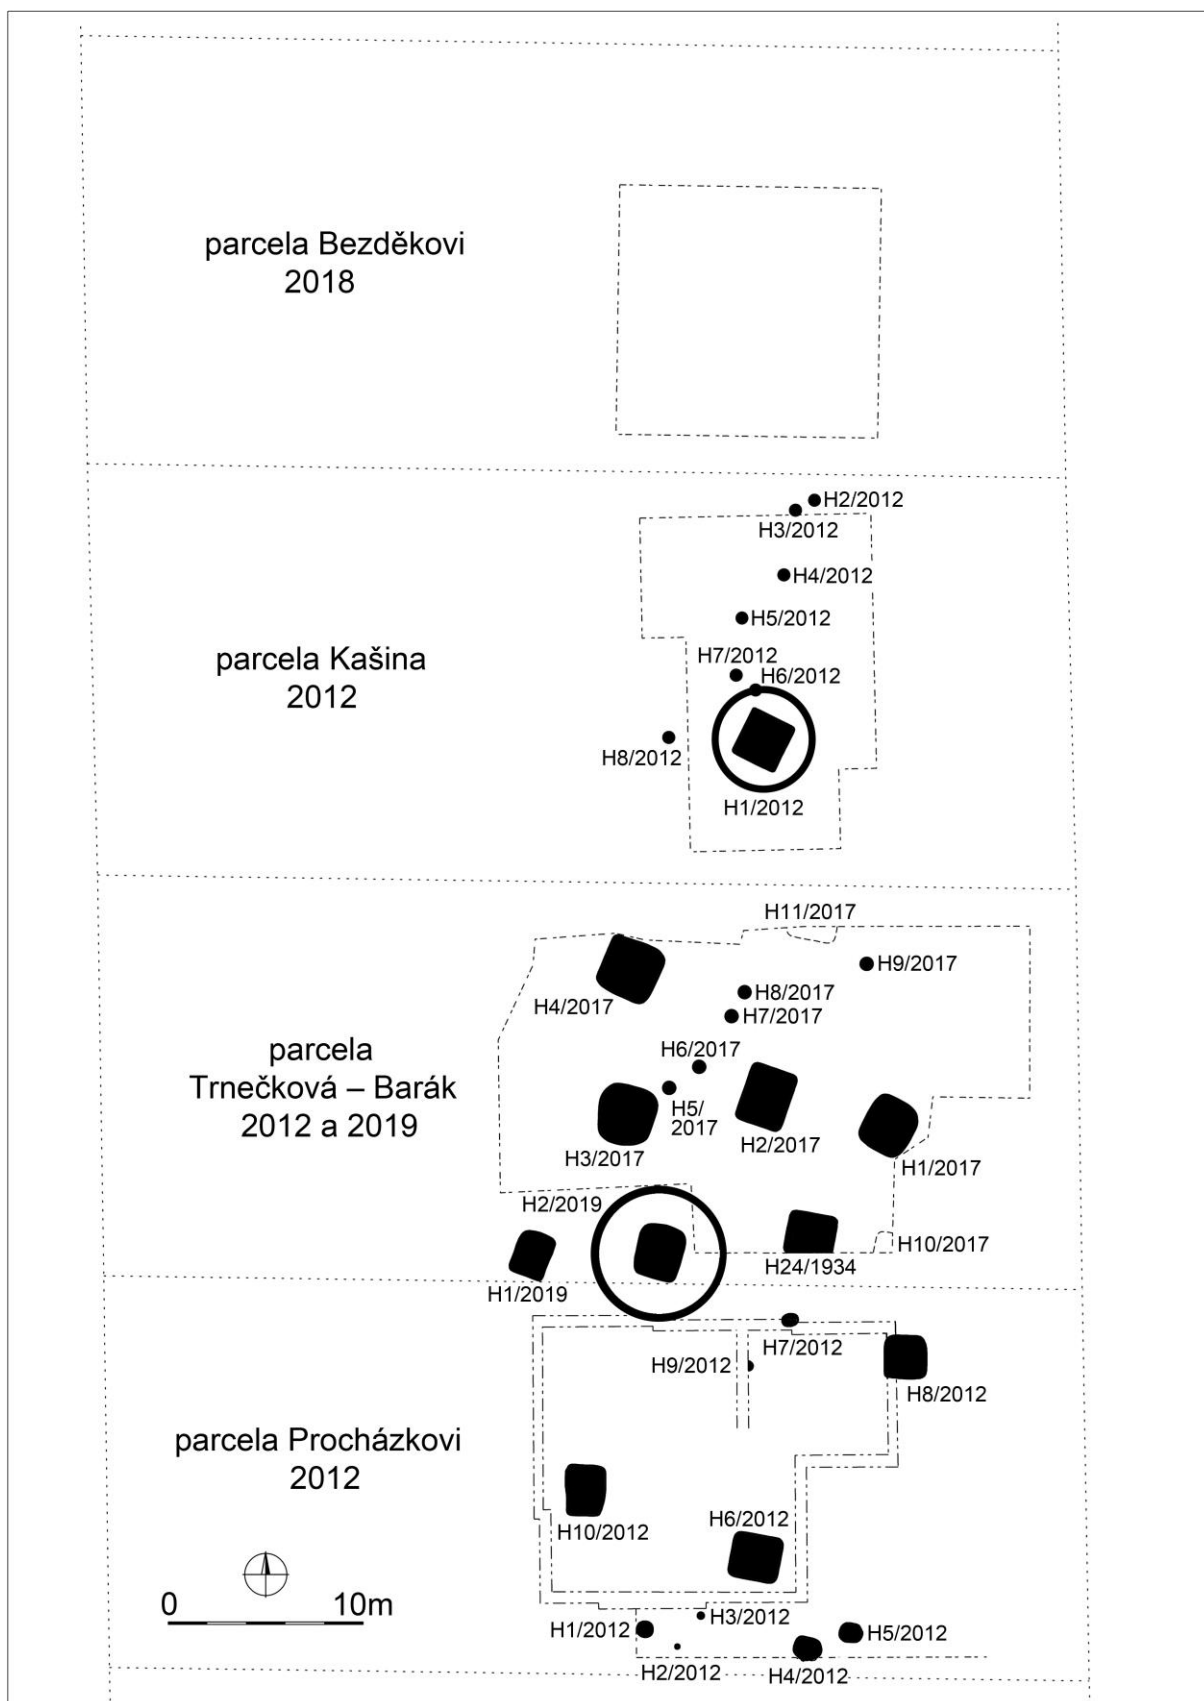 parcela Bezděkovi
2018
H2/2012
H3/2012
H4/2012
H5/2012
parcela Kašina
2012
H7/2012
H6/2012
H8/2012
H1/2012
H11/2017
H9/2017
H4/2017
H8/2017
H7/2017
parcela
Trnečková – Barák
2012 a 2019
H6/2017
H5/
2017
H2/2017
H3/2017
H1/2017
H2/2019
H10/2017
H24/1934
H1/2019
H7/2012
H9/2012
H8/2012
parcela Procházkovi
2012
H10/2012
H6/2012
0 10m
H3/2012
H1/2012
H5/2012
H2/2012
H4/2012